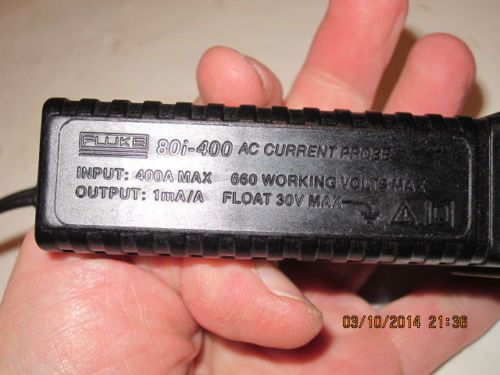 FLUKE 80i-400 AC CURRENT PROBE
INPUT: 400A MAX 660 WORKING VOLTS MAX
OUTPUT: 1mA/A FLOAT 30V MAX
03/10/2014 21:36